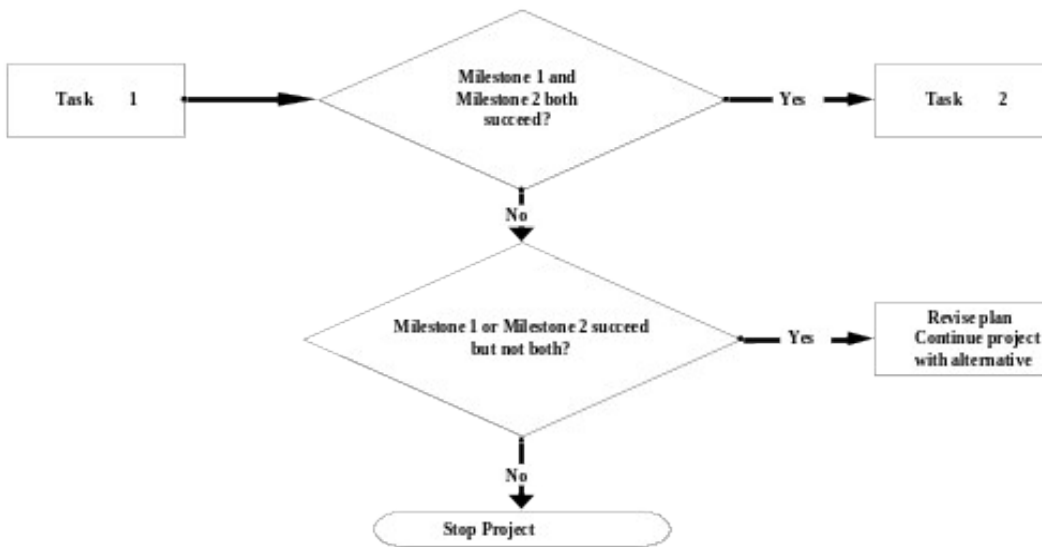 Task 1
Milestone 1 and
Milestone 2 both
succeed?
Yes
Task 2
No
Milestone 1 or Milestone 2 succeed
but not both?
Yes
Revise plan
Continue project
with alternative
No
Stop Project